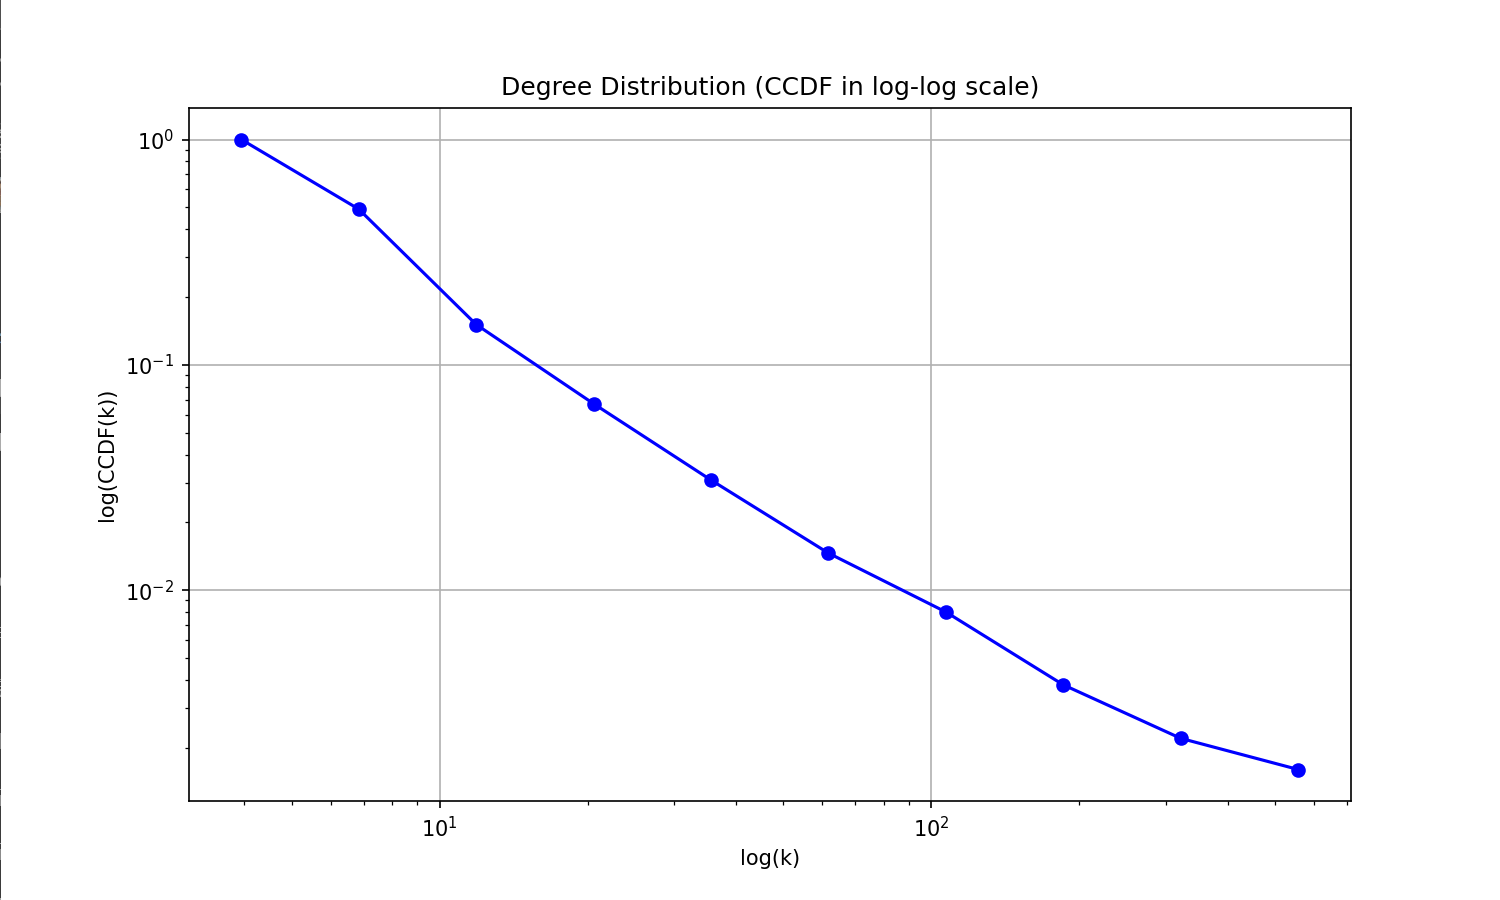 Degree Distribution (CCDF in log-log scale)
10⁰
10⁻¹
10⁻²
log(CCDF(k))
10¹ 10²
log(k)